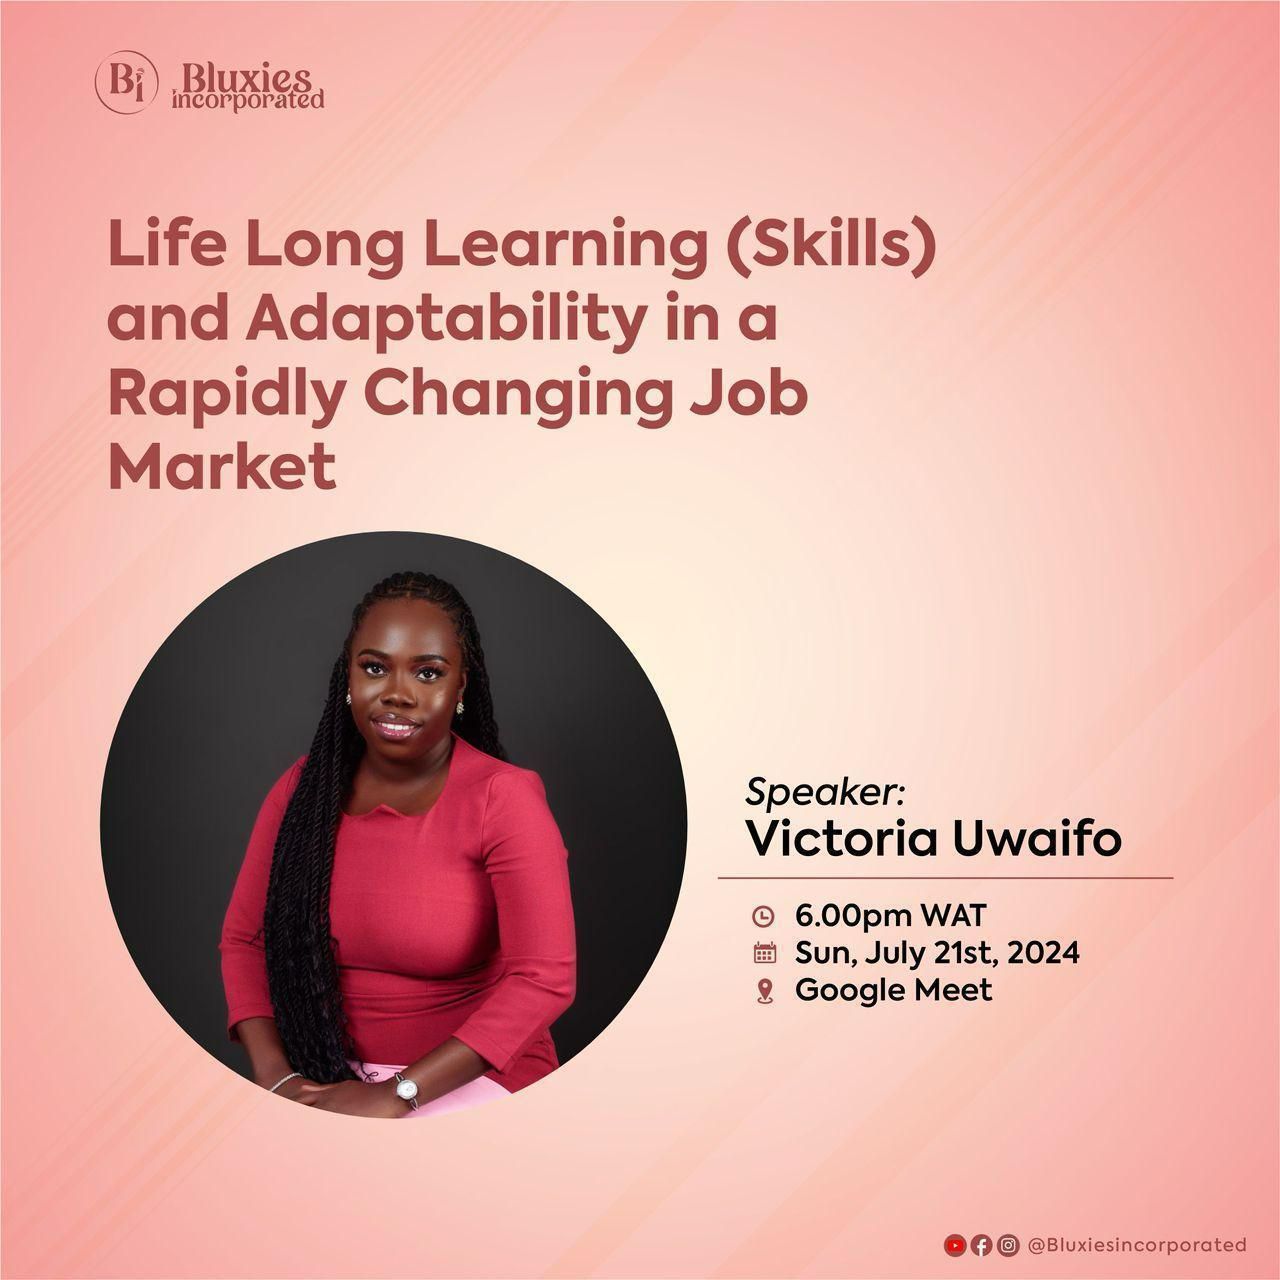 Bi Bluxies
incorporated
Life Long Learning (Skills)
and Adaptability in a
Rapidly Changing Job
Market
Speaker:
Victoria Uwaifo
6.00pm WAT
Sun, July 21st, 2024
Google Meet
@Bluxiesincorporated